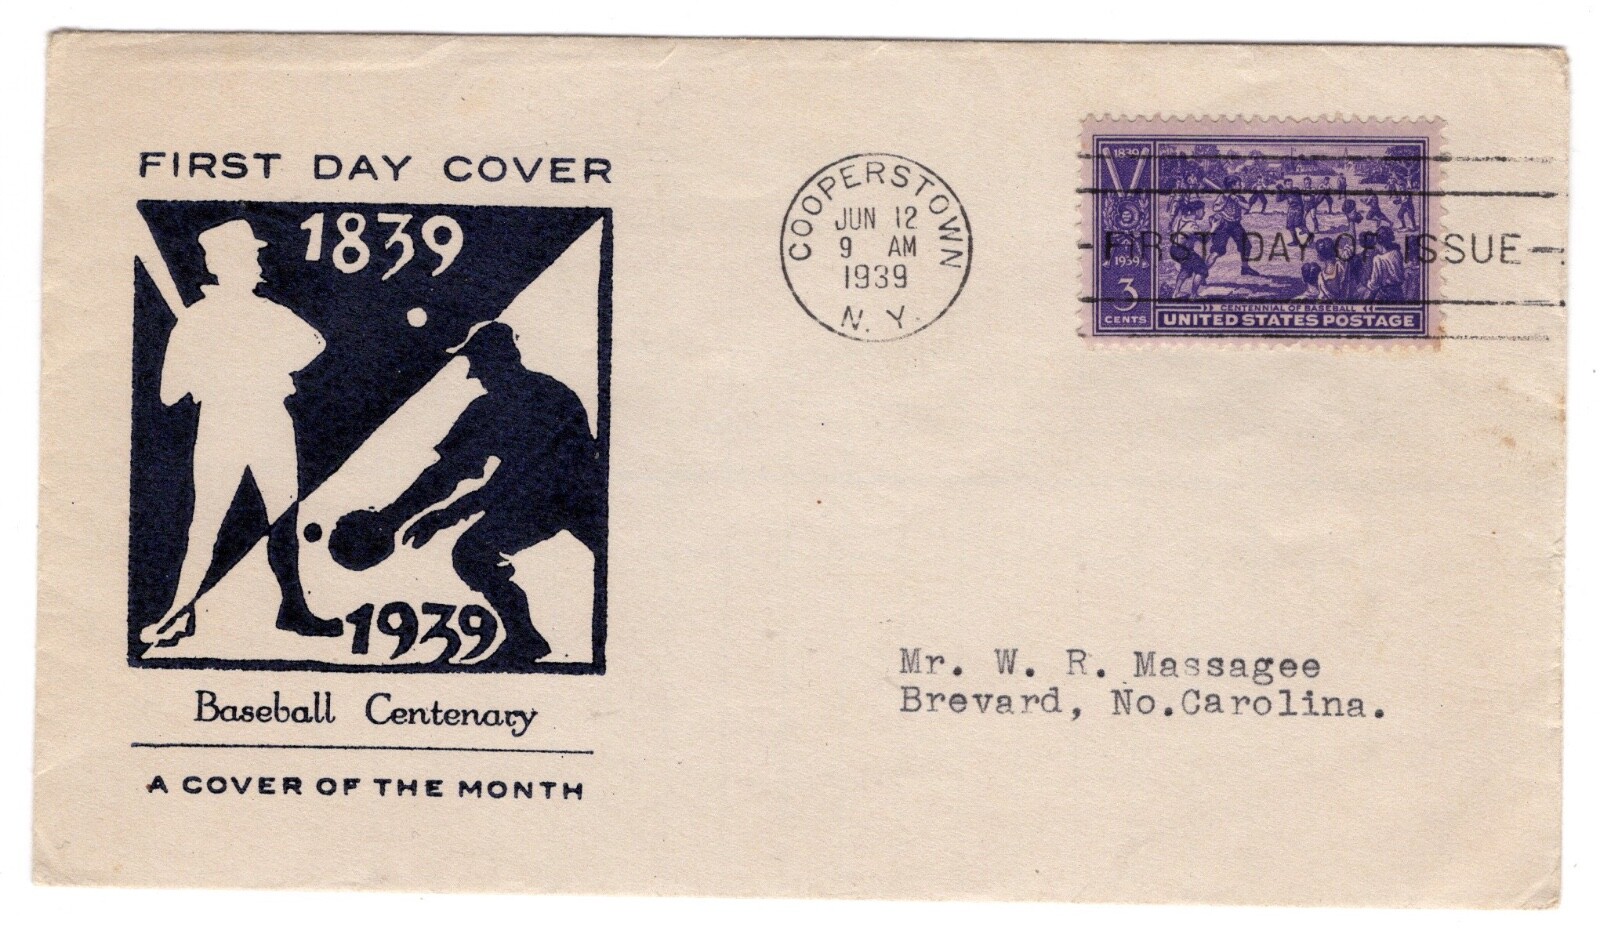 FIRST DAY COVER
1839
1939
Baseball Centenary
A COVER OF THE MONTH
COOPERSTOWN
JUN 12
9 AM
1939
N. Y.
1839
1939
3
CENTS
FIRST DAY OF ISSUE
CENTENNIAL OF BASEBALL
UNITED STATES POSTAGE
Mr. W. R. Massagee
Brevard, No.Carolina.